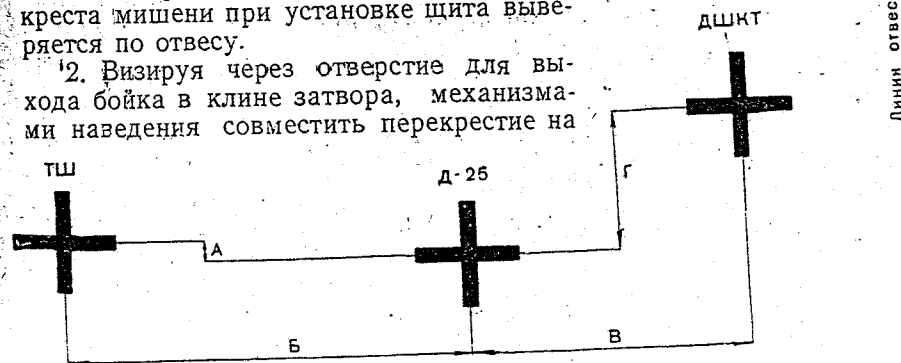 креста мишени при установке щита выве-
ряется по отвесу.
2. Визируя через отверстие для вы-
хода бойка в клине затвора, механизма-
ми наведения совместить перекрестие на
ДШКТ
Линии отвес
ТШ
Д-25
Г
А
Б
В